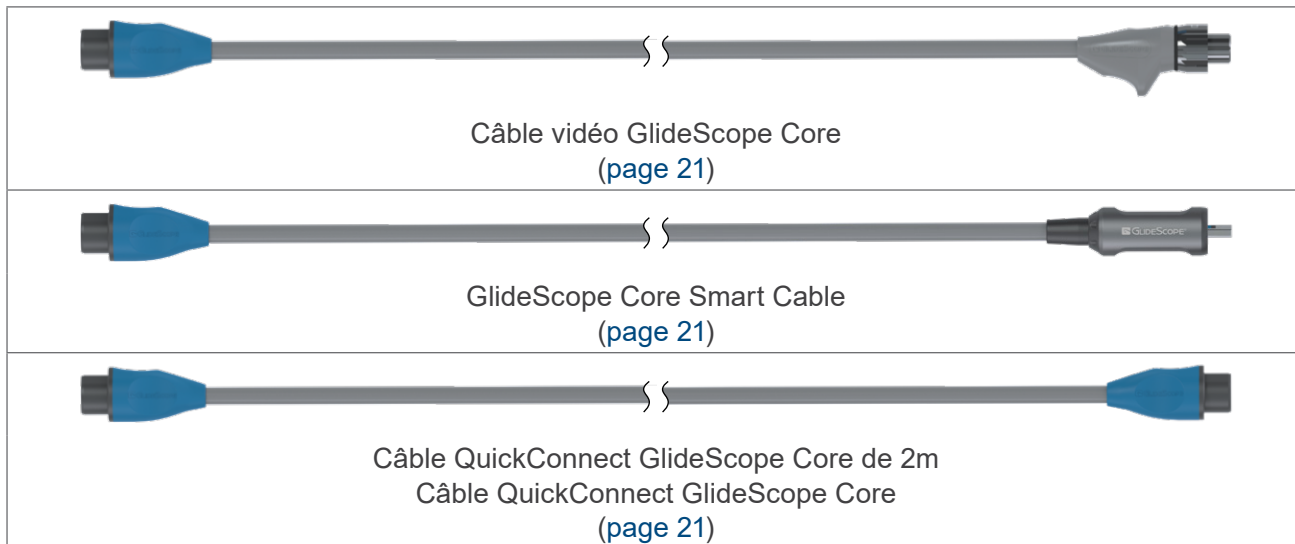 Câble vidéo GlideScope Core
(page 21)
GLIDESCOPE
GlideScope Core Smart Cable
(page 21)
Câble QuickConnect GlideScope Core de 2m
Câble QuickConnect GlideScope Core
(page 21)